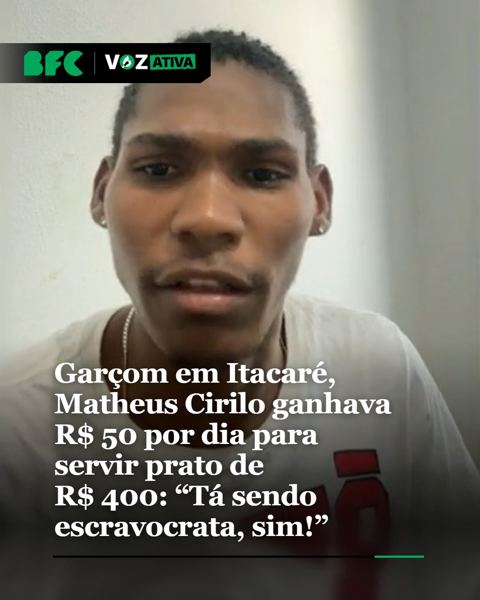 BFC VOZ ATIVA
Garçom em Itacaré,
Matheus Cirilo ganhava
R$ 50 por dia para
servir prato de
R$ 400: “Tá sendo
escravocrata, sim!”